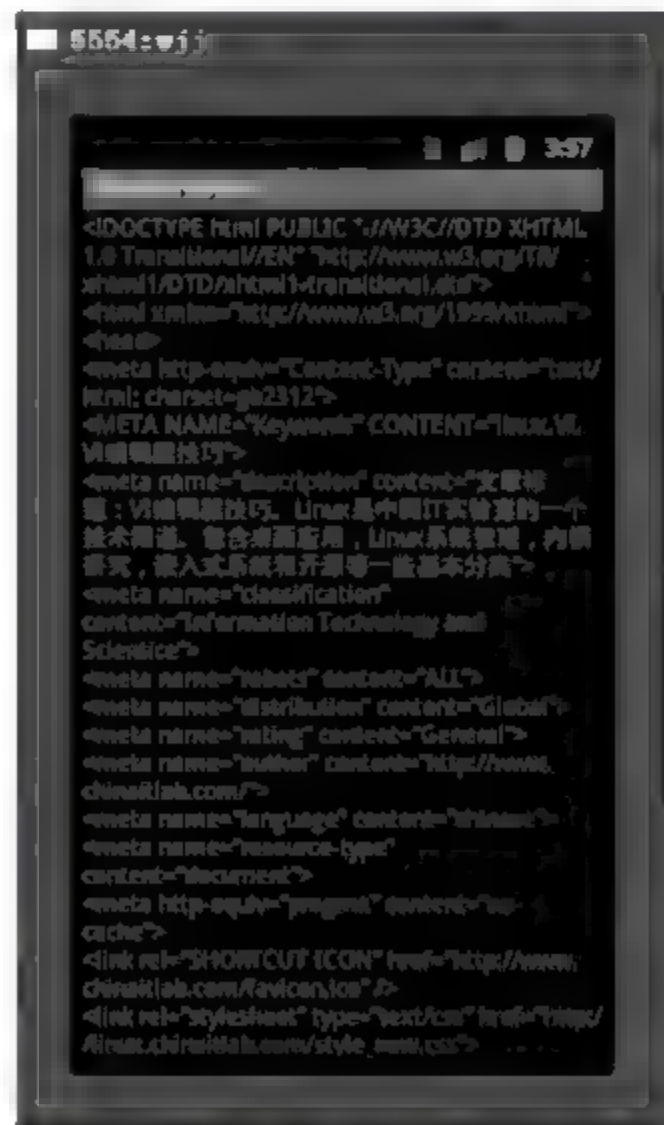 5554:wjj
3:57
<!DOCTYPE html PUBLIC "-//W3C//DTD XHTML
1.0 Transitional//EN" "http://www.w3.org/TR/
xhtml1/DTD/xhtml1-transitional.dtd">
<html xmlns="http://www.w3.org/1999/xhtml">
<head>
<meta http-equiv="Content-Type" content="text/
html; charset=gb2312">
<META NAME="Keywords" CONTENT="linux,VI,
VI编辑器技巧">
<meta name="description" content="文章标
题：VI编辑器技巧。Linux是中国IT实验室的一个
技术频道。包含桌面应用，Linux系统管理，内核
研究，嵌入式系统和开源等一些基本分类">
<meta name="classification"
content="Information Technology and
Scientice">
<meta name="robots" content="ALL">
<meta name="distribution" content="Global">
<meta name="rating" content="General">
<meta name="author" content="http://www.
chinaitlab.com/">
<meta name="language" content="chinese">
<meta name="resource-type"
content="document">
<meta http-equiv="pragma" content="no-
cache">
<link rel="SHORTCUT ICON" href="http://www.
chinaitlab.com/favicon.ico" />
<link rel="stylesheet" type="text/css" href="http:/
/linux.chinaitlab.com/style_new.css">